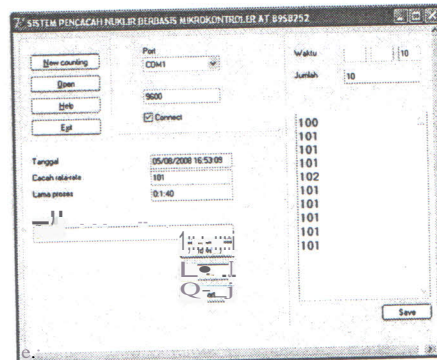 SISTEM PENCACAH NUKLIR BERBASIS MIKROKONTROLER AT 89S8252
New counting
Open
Help
Exit
Port
COM1
9600
Connect
Waktu
10
Jumlah
10
Tanggal
05/08/2008 16:53:09
Cacah rata-rata
101
Lama proses
0:1:40
100
101
101
101
102
101
101
101
101
101
Save